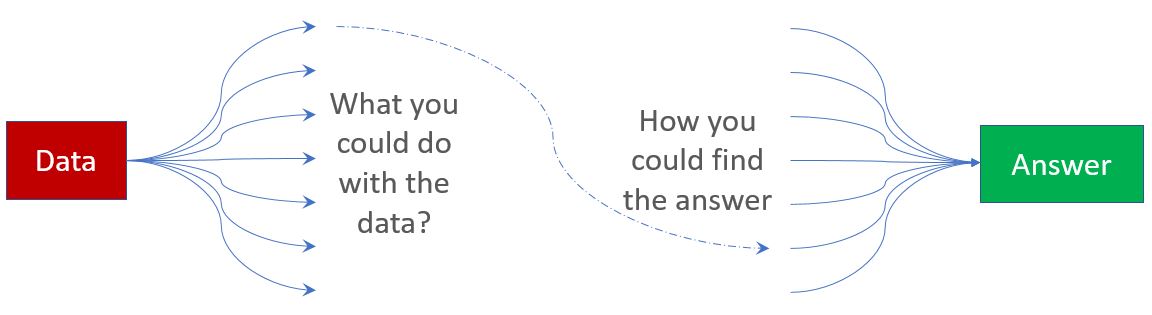 Data
What you
could do
with the
data?
How you
could find
the answer
Answer